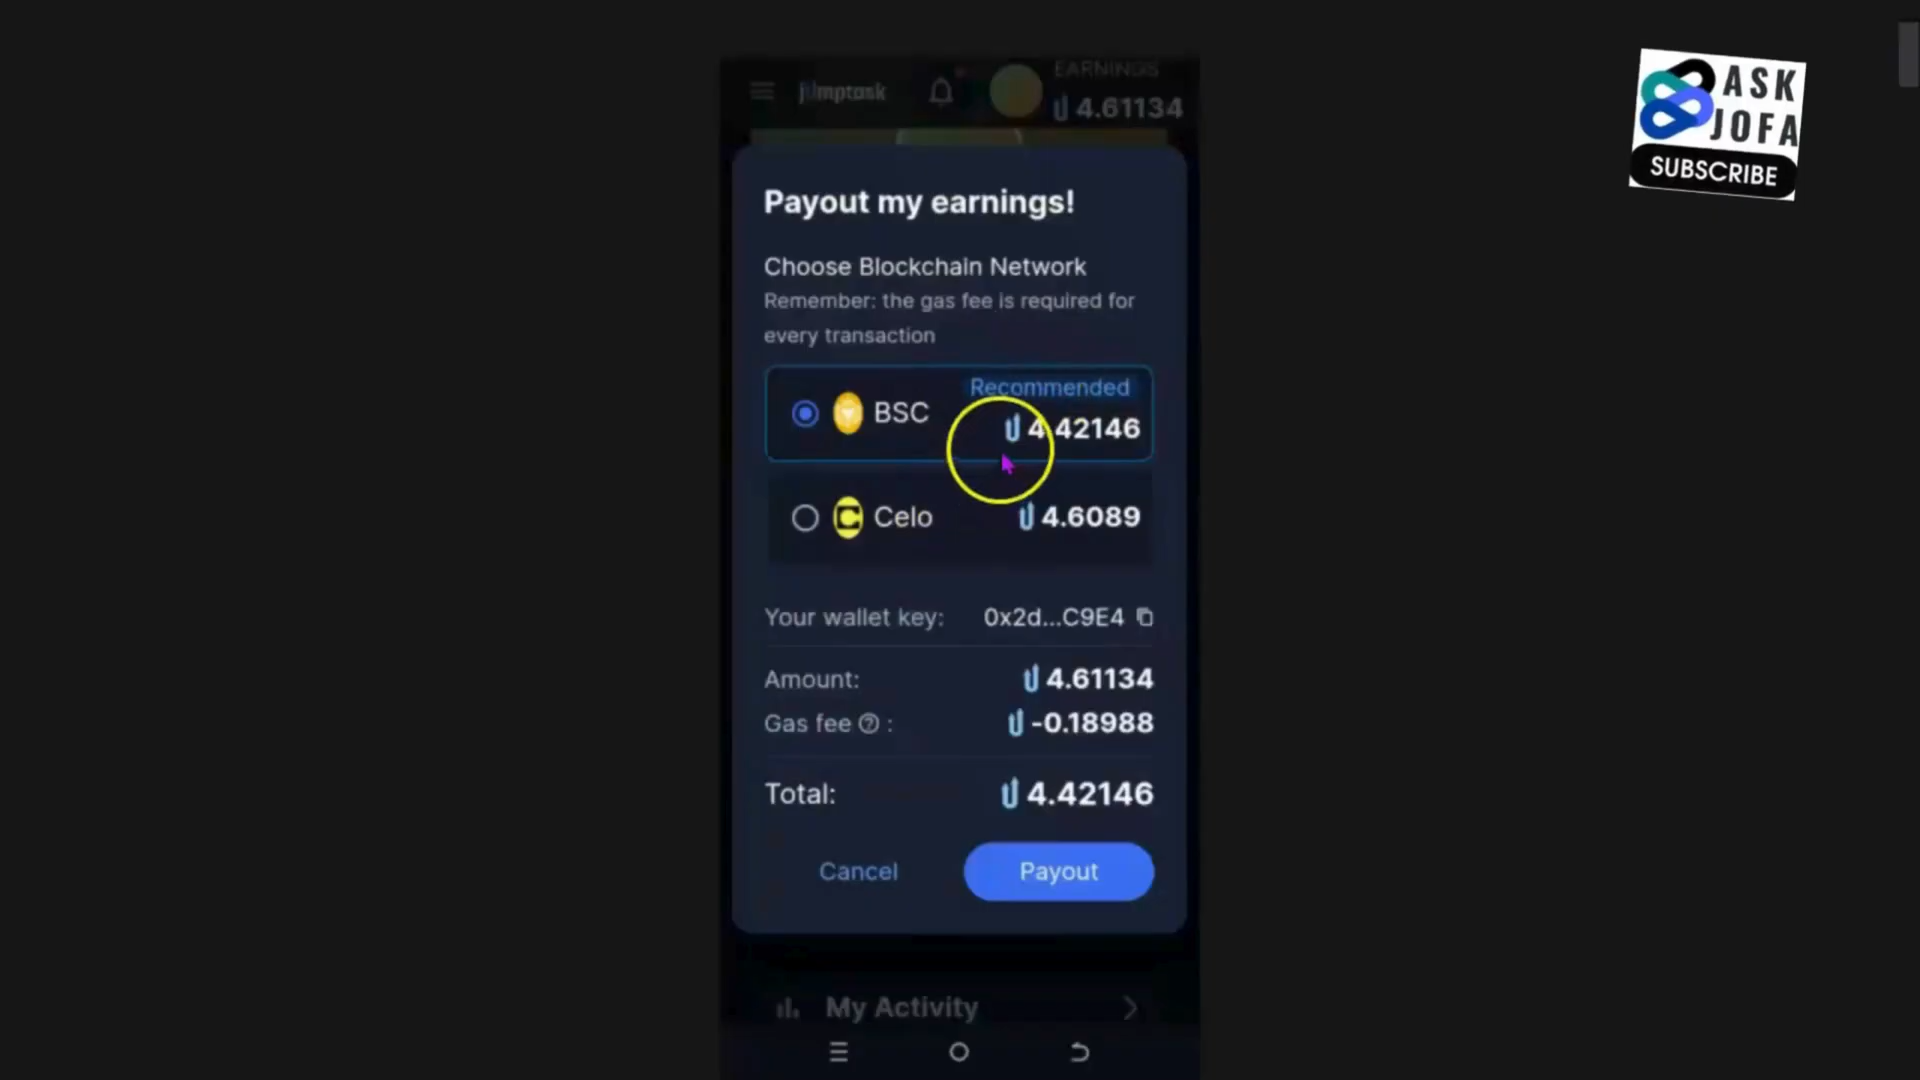 EARNINGS
jumptask
4.61134
ASK
JOFA
SUBSCRIBE
Payout my earnings!
Choose Blockchain Network
Remember: the gas fee is required for
every transaction
Recommended
BSC 4.42146
Celo 4.6089
Your wallet key: 0x2d...C9E4
Amount: 4.61134
Gas fee ? : -0.18988
Total: 4.42146
Cancel Payout
My Activity